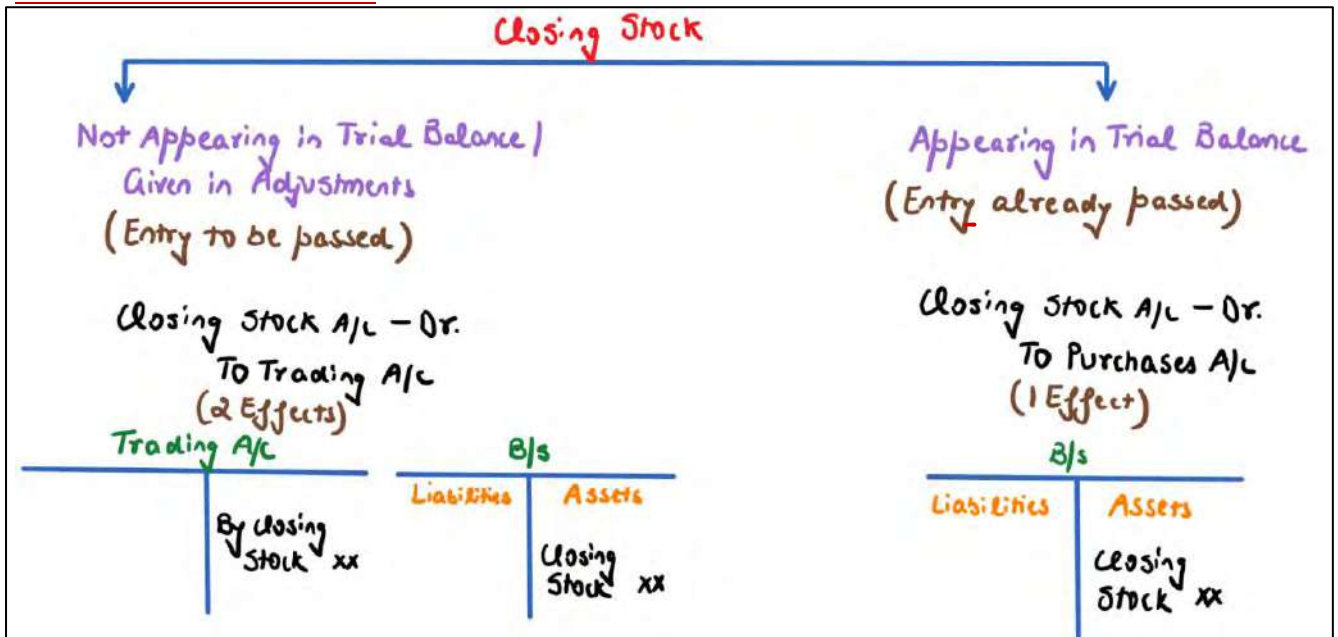 Closing Stock
Not Appearing in Trial Balance /
Given in Adjustments
(Entry to be passed)
Closing Stock A/c – Dr.
To Trading A/c
(2 Effects)
Trading A/c
By Closing
Stock xx
B/s
Liabilities Assets
Closing
Stock xx
Appearing in Trial Balance
(Entry already passed)
Closing Stock A/c – Dr.
To Purchases A/c
(1 Effect)
B/s
Liabilities Assets
Closing
Stock xx